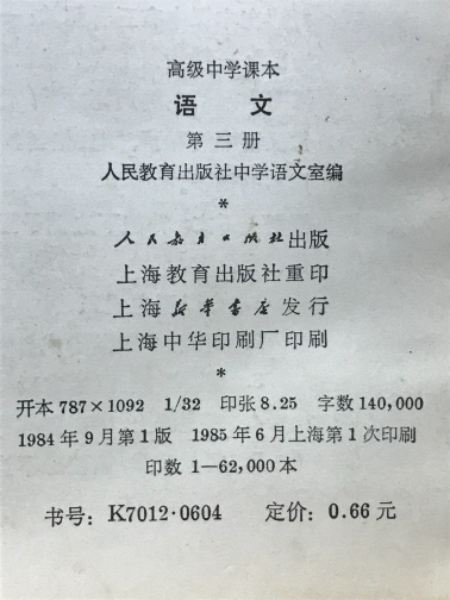 高级中学课本
语 文
第三册
人民教育出版社中学语文室编
*
人民教育出版社出版
上海教育出版社重印
上海新华书店发行
上海中华印刷厂印刷
*
开本 787×1092 1/32 印张 8.25 字数 140,000
1984 年 9 月第 1 版 1985 年 6 月上海第 1 次印刷
印数 1—62,000 本
书号: K7012·0604 定价: 0.66 元